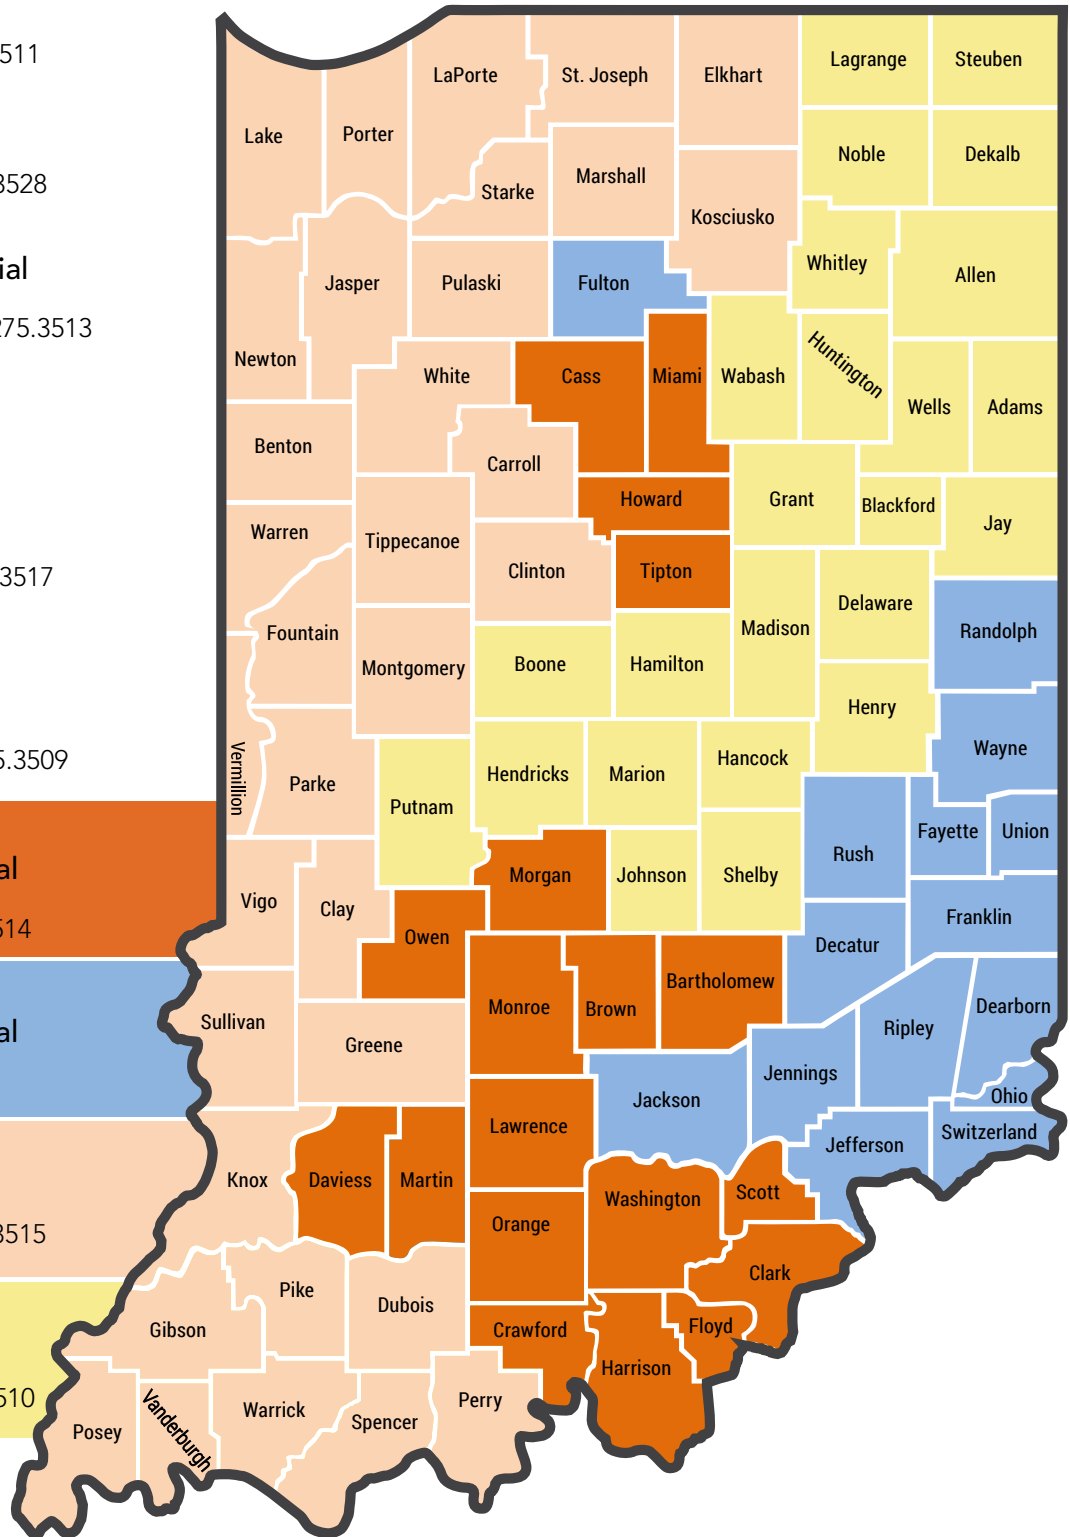 511
3528
ial
275.3513
3517
5.3509
al
514
al
3515
510
Lake
Porter
LaPorte
St. Joseph
Elkhart
Lagrange
Steuben
Noble
Dekalb
Starke
Marshall
Kosciusko
Whitley
Allen
Newton
Jasper
Pulaski
Fulton
White
Cass
Miami
Wabash
Huntington
Wells
Adams
Benton
Carroll
Howard
Grant
Blackford
Jay
Warren
Tippecanoe
Clinton
Tipton
Madison
Delaware
Randolph
Fountain
Montgomery
Boone
Hamilton
Henry
Wayne
Vermillion
Parke
Putnam
Hendricks
Marion
Hancock
Rush
Fayette
Union
Vigo
Clay
Owen
Morgan
Johnson
Shelby
Decatur
Franklin
Sullivan
Greene
Monroe
Brown
Bartholomew
Jennings
Ripley
Dearborn
Ohio
Jackson
Jefferson
Switzerland
Knox
Daviess
Martin
Lawrence
Orange
Washington
Scott
Clark
Gibson
Pike
Dubois
Crawford
Harrison
Floyd
Posey
Vanderburgh
Warrick
Spencer
Perry